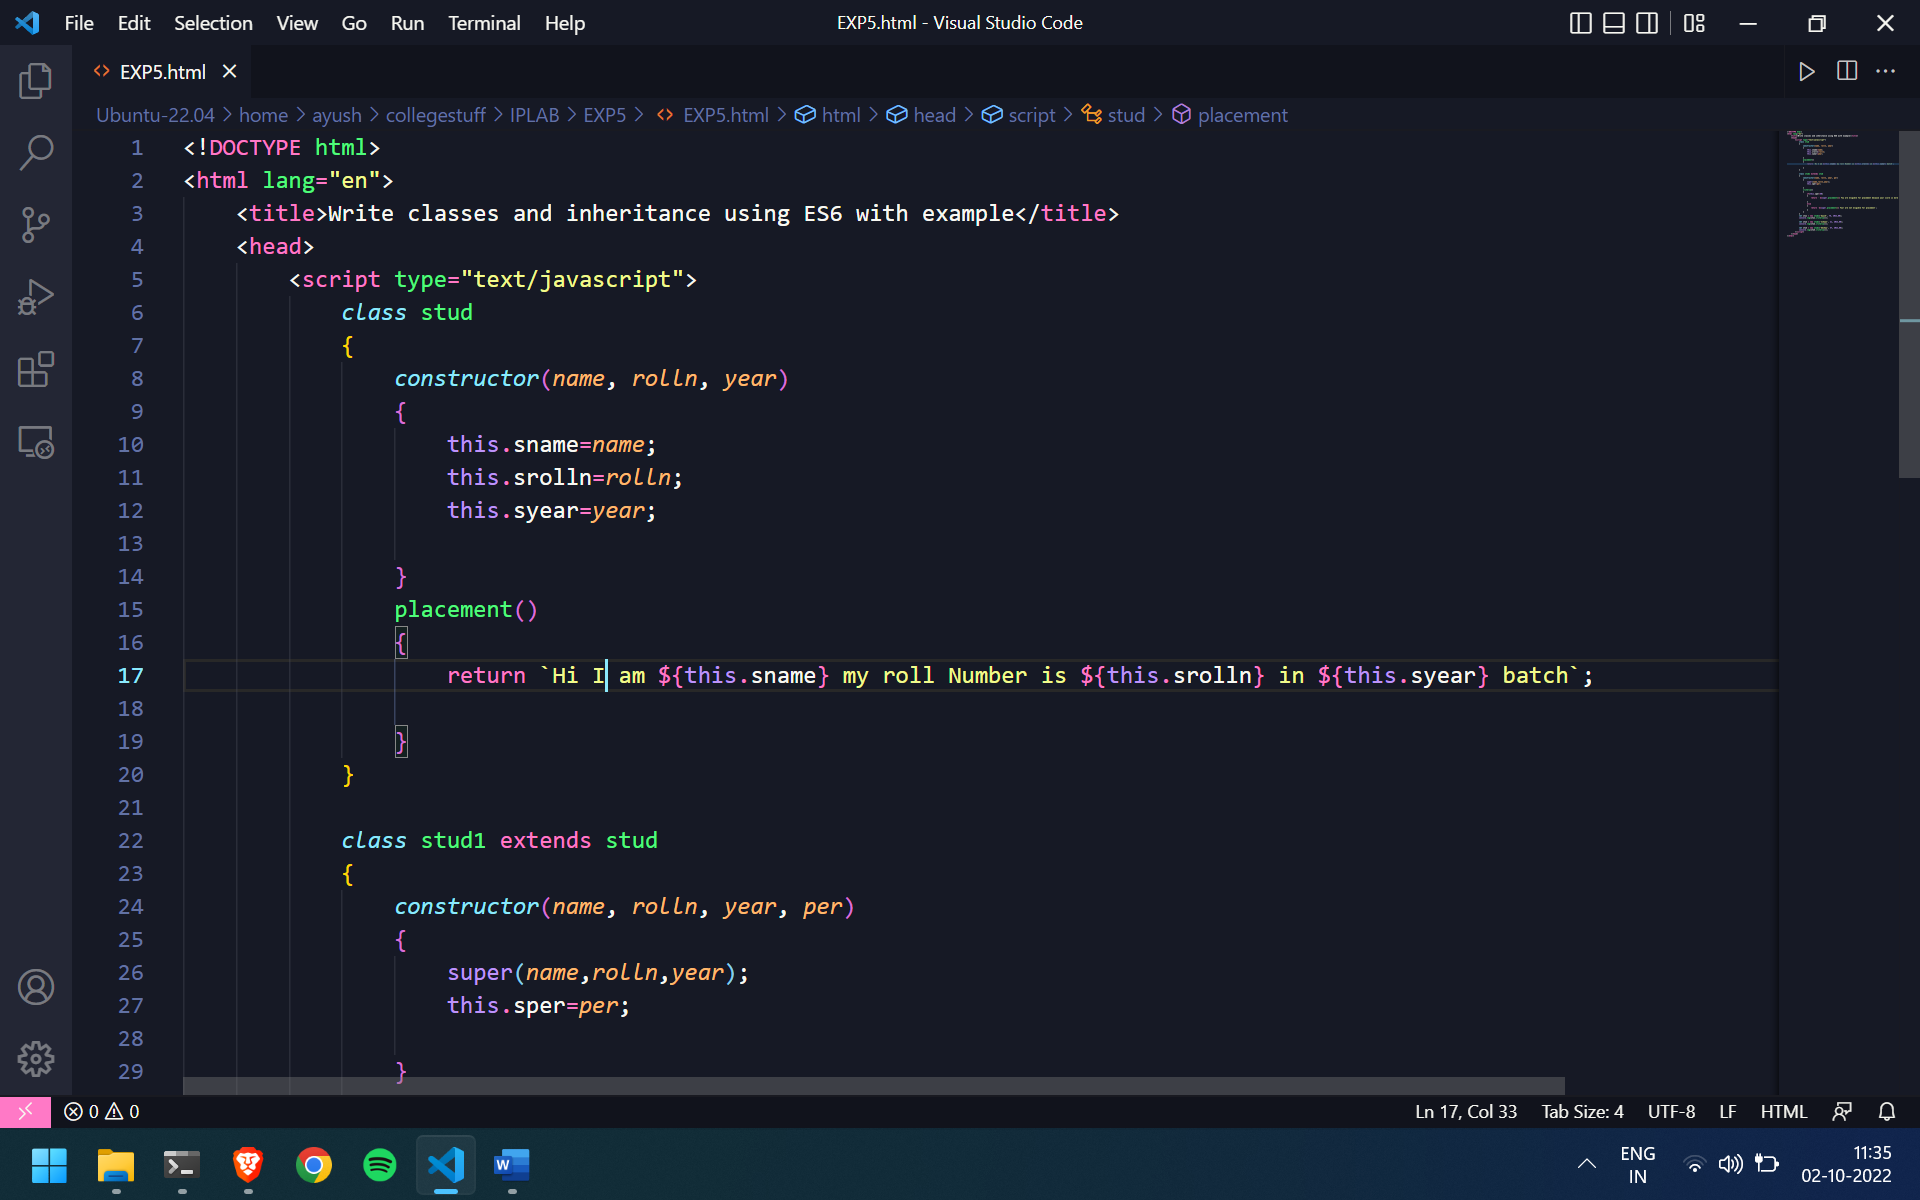 File Edit Selection View Go Run Terminal Help EXP5.html - Visual Studio Code
EXP5.html
Ubuntu-22.04 > home > ayush > collegestuff > IPLAB > EXP5 > EXP5.html > html > head > script > stud > placement
1 <!DOCTYPE html>
2 <html lang="en">
3 <title>Write classes and inheritance using ES6 with example</title>
4 <head>
5 <script type="text/javascript">
6 class stud
7 {
8 constructor(name, rolln, year)
9 {
10 this.sname=name;
11 this.srolln=rolln;
12 this.syear=year;
13
14 }
15 placement()
16 {
17 return `Hi I am ${this.sname} my roll Number is ${this.srolln} in ${this.syear} batch`;
18
19 }
20 }
21
22 class stud1 extends stud
23 {
24 constructor(name, rolln, year, per)
25 {
26 super(name,rolln,year);
27 this.sper=per;
28
29 }
0 0 Ln 17, Col 33 Tab Size: 4 UTF-8 LF HTML
ENG
IN
11:35
02-10-2022